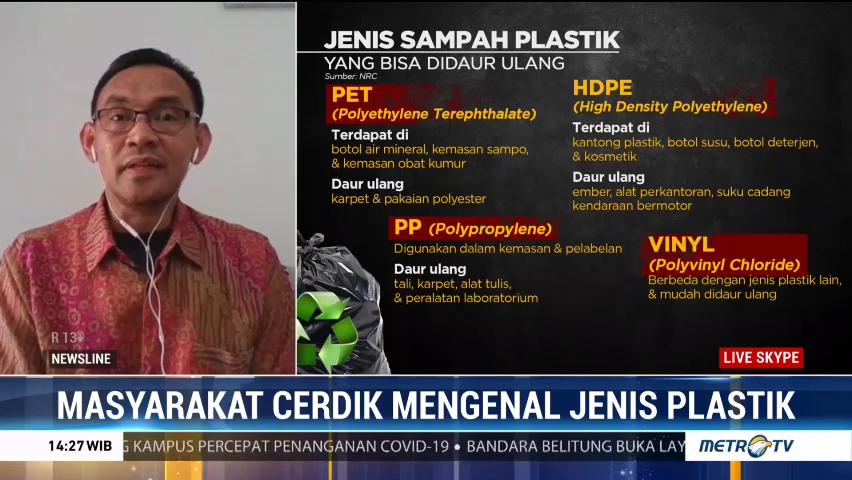 JENIS SAMPAH PLASTIK
YANG BISA DIDAUR ULANG
Sumber: NRC
PET
(Polyethylene Terephthalate)
Terdapat di
botol air mineral, kemasan sampo,
& kemasan obat kumur
Daur ulang
karpet & pakaian polyester
HDPE
(High Density Polyethylene)
Terdapat di
kantong plastik, botol susu, botol deterjen,
& kosmetik
Daur ulang
ember, alat perkantoran, suku cadang
kendaraan bermotor
PP (Polypropylene)
Digunakan dalam kemasan & pelabelan
Daur ulang
tali, karpet, alat tulis,
& peralatan laboratorium
VINYL
(Polyvinyl Chloride)
Berbeda dengan jenis plastik lain,
& mudah didaur ulang
R 13+
NEWSLINE
LIVE SKYPE
MASYARAKAT CERDIK MENGENAL JENIS PLASTIK
14:27 WIB
G KAMPUS PERCEPAT PENANGANAN COVID-19 • BANDARA BELITUNG BUKA LAY
METRO TV